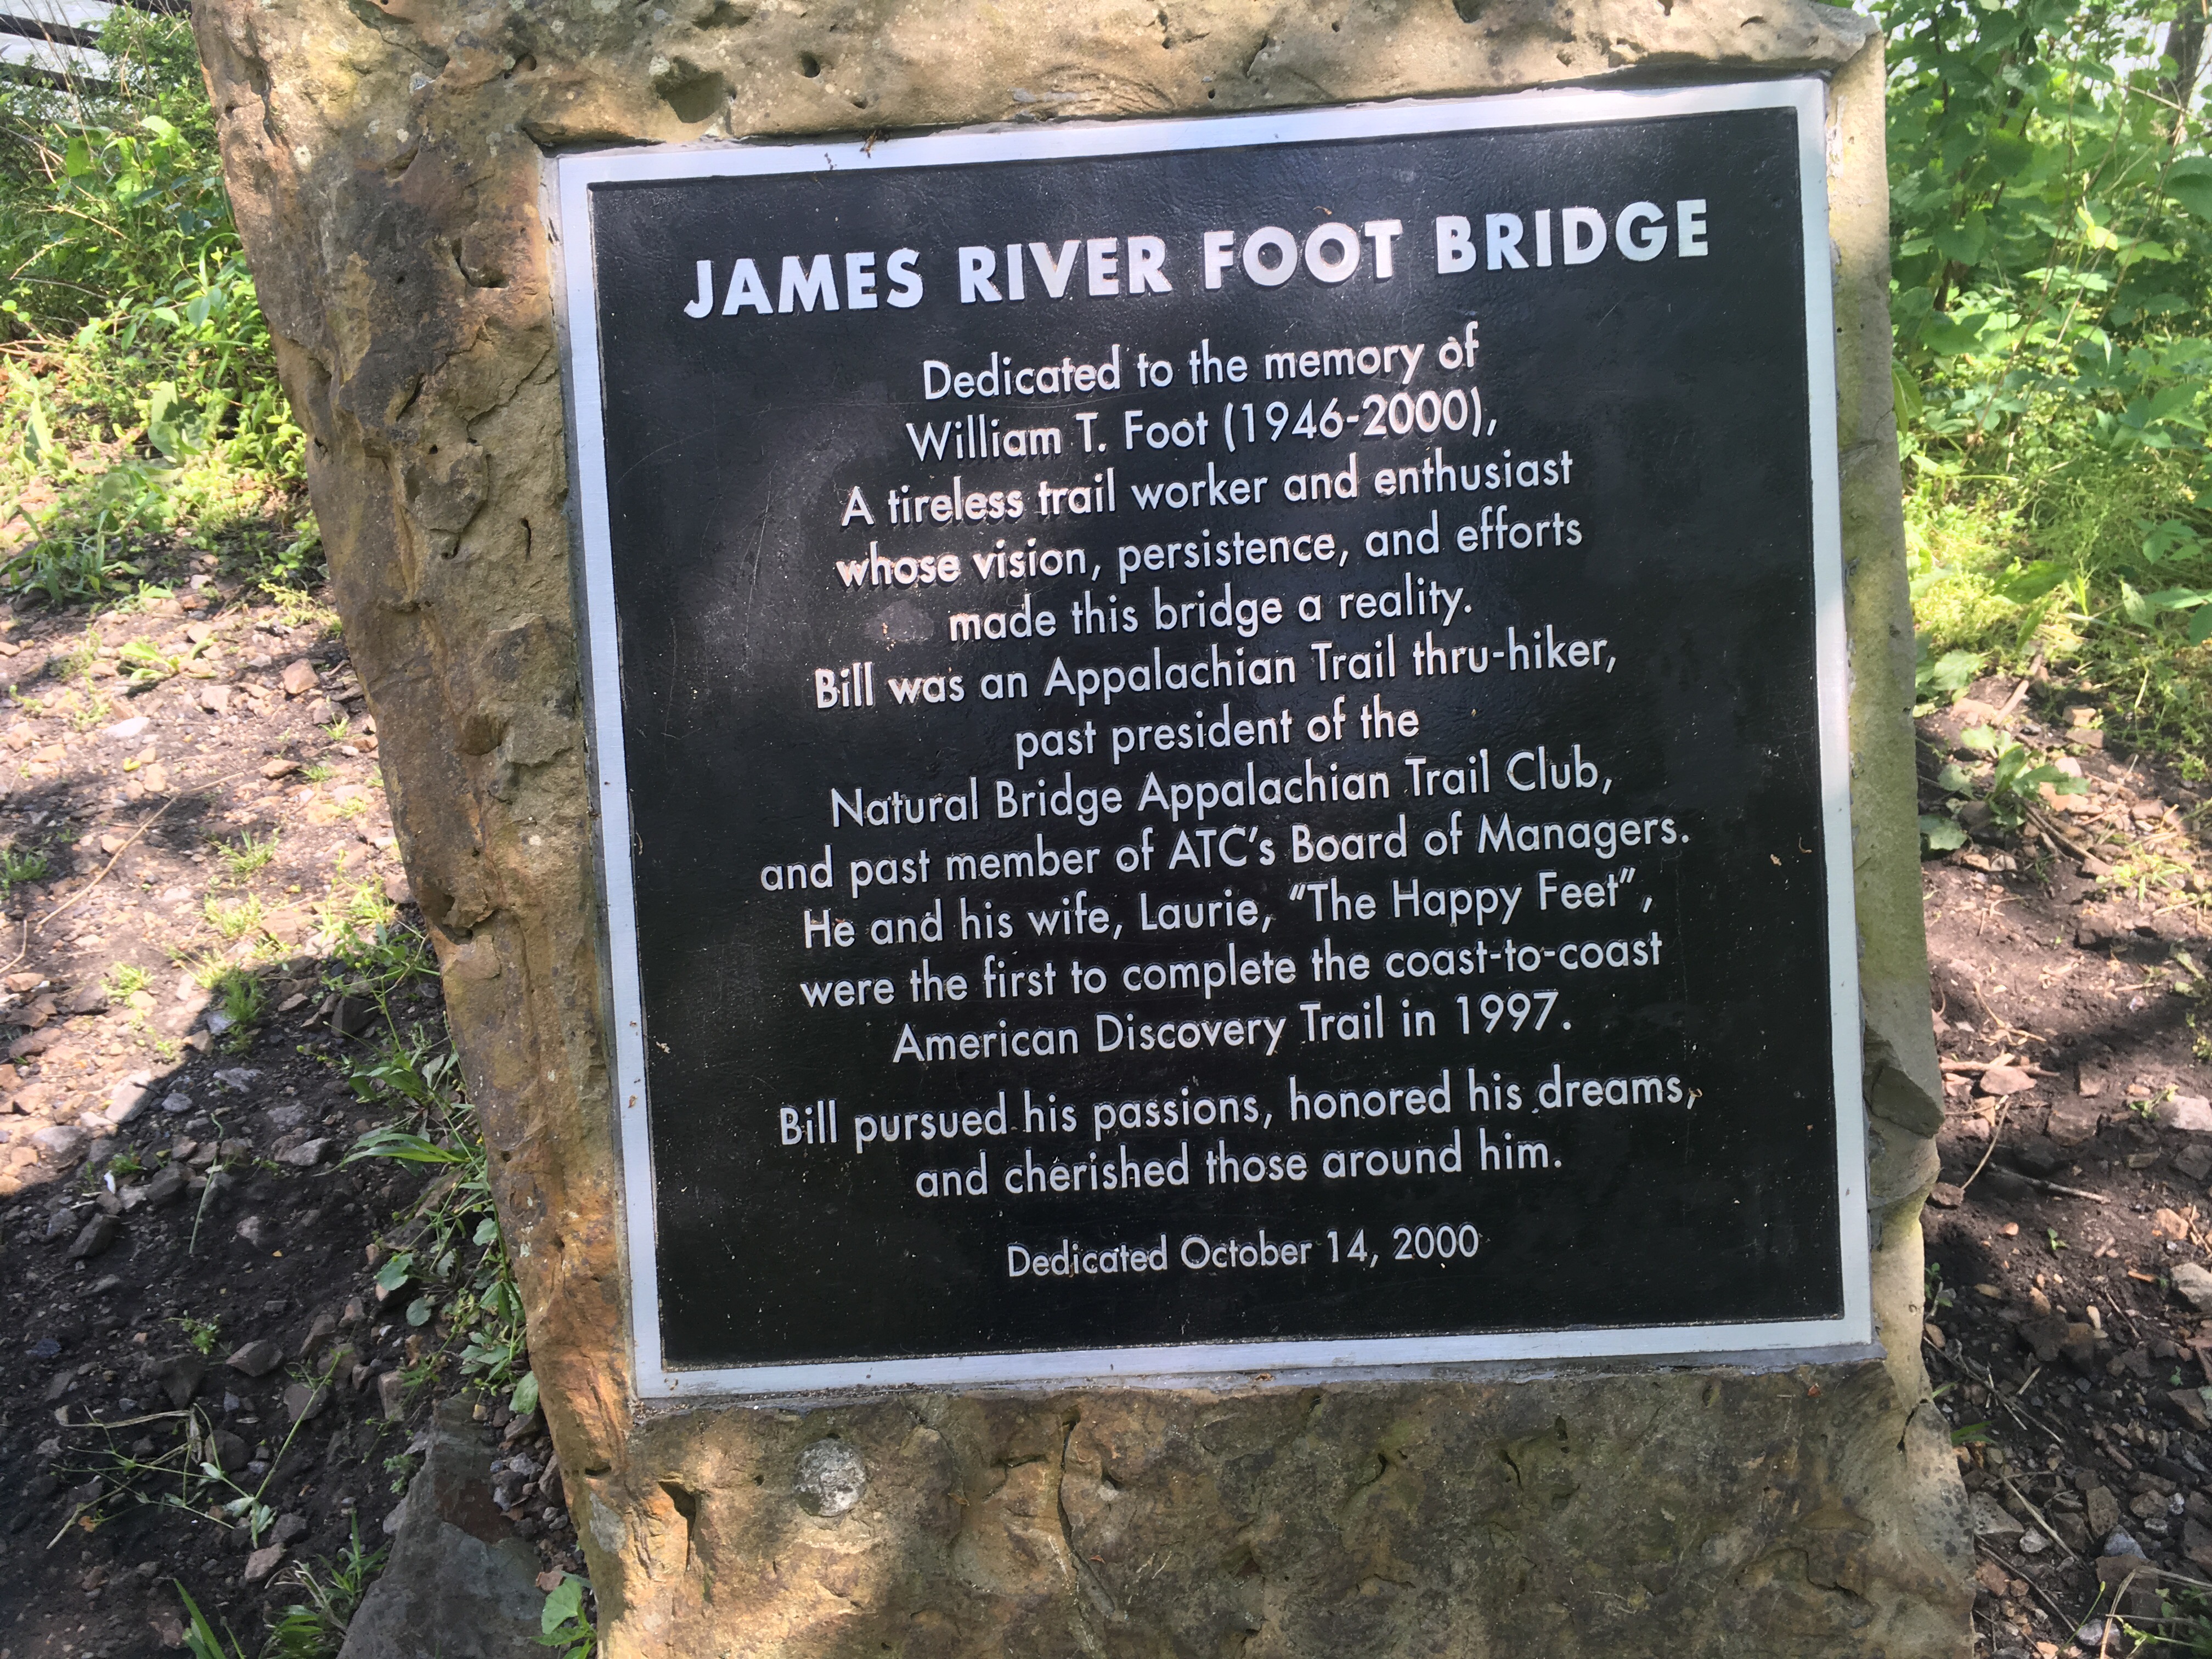 JAMES RIVER FOOT BRIDGE
Dedicated to the memory of
William T. Foot (1946-2000),
A tireless trail worker and enthusiast
whose vision, persistence, and efforts
made this bridge a reality.
Bill was an Appalachian Trail thru-hiker,
past president of the
Natural Bridge Appalachian Trail Club,
and past member of ATC's Board of Managers.
He and his wife, Laurie, "The Happy Feet",
were the first to complete the coast-to-coast
American Discovery Trail in 1997.
Bill pursued his passions, honored his dreams,
and cherished those around him.
Dedicated October 14, 2000